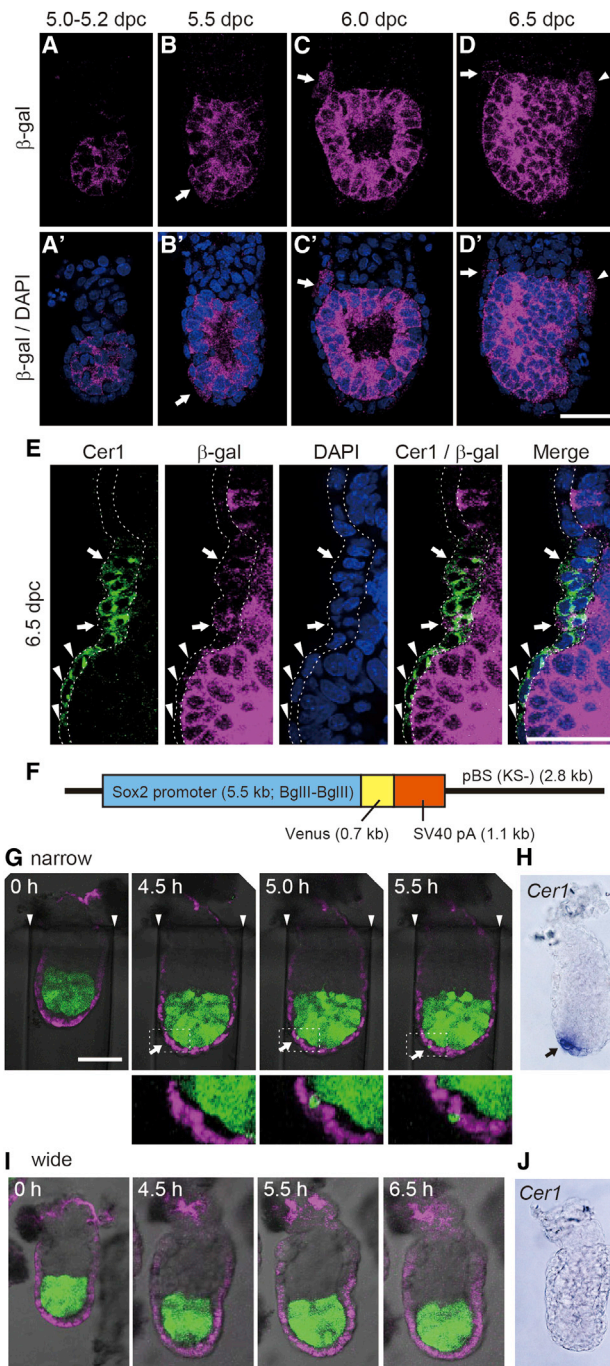 5.0-5.2 dpc 5.5 dpc 6.0 dpc 6.5 dpc
A B C D
β-gal
A' B' C' D'
β-gal / DAPI
E Cer1 β-gal DAPI Cer1 / β-gal Merge
6.5 dpc
F
Sox2 promoter (5.5 kb; BglII-BglII)
pBS (KS-) (2.8 kb)
Venus (0.7 kb) SV40 pA (1.1 kb)
G narrow H
0 h 4.5 h 5.0 h 5.5 h Cer1
I wide J
0 h 4.5 h 5.5 h 6.5 h Cer1